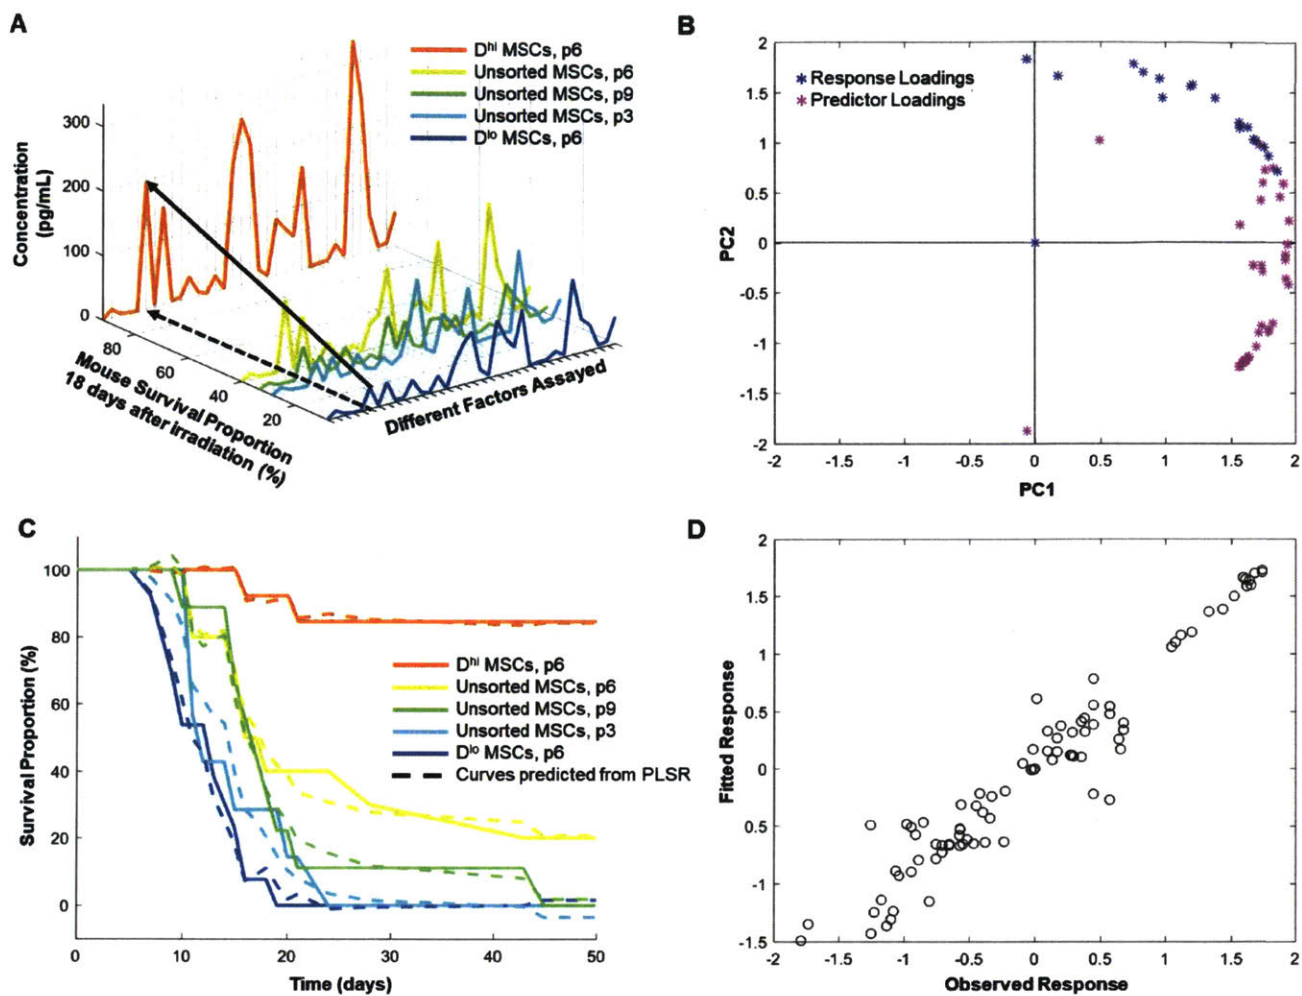 A
Dhi MSCs, p6
Unsorted MSCs, p6
Unsorted MSCs, p9
Unsorted MSCs, p3
Dlo MSCs, p6
Concentration
(pg/mL)
300
200
100
0
80
60
40
20
Mouse Survival Proportion
18 days after irradiation (%)
Different Factors Assayed
B
Response Loadings
Predictor Loadings
PC2
2
1.5
1
0.5
0
-0.5
-1
-1.5
-2
-2 -1.5 -1 -0.5 0 0.5 1 1.5 2
PC1
C
Survival Proportion (%)
100
80
60
40
20
0
Dhi MSCs, p6
Unsorted MSCs, p6
Unsorted MSCs, p9
Unsorted MSCs, p3
Dlo MSCs, p6
Curves predicted from PLSR
10 20 30 40 50
Time (days)
D
Fitted Response
2
1.5
1
0.5
0
0.5
-1
-1.5
-2 -1.5 -1 -0.5 0 0.5 1 1.5 2
Observed Response